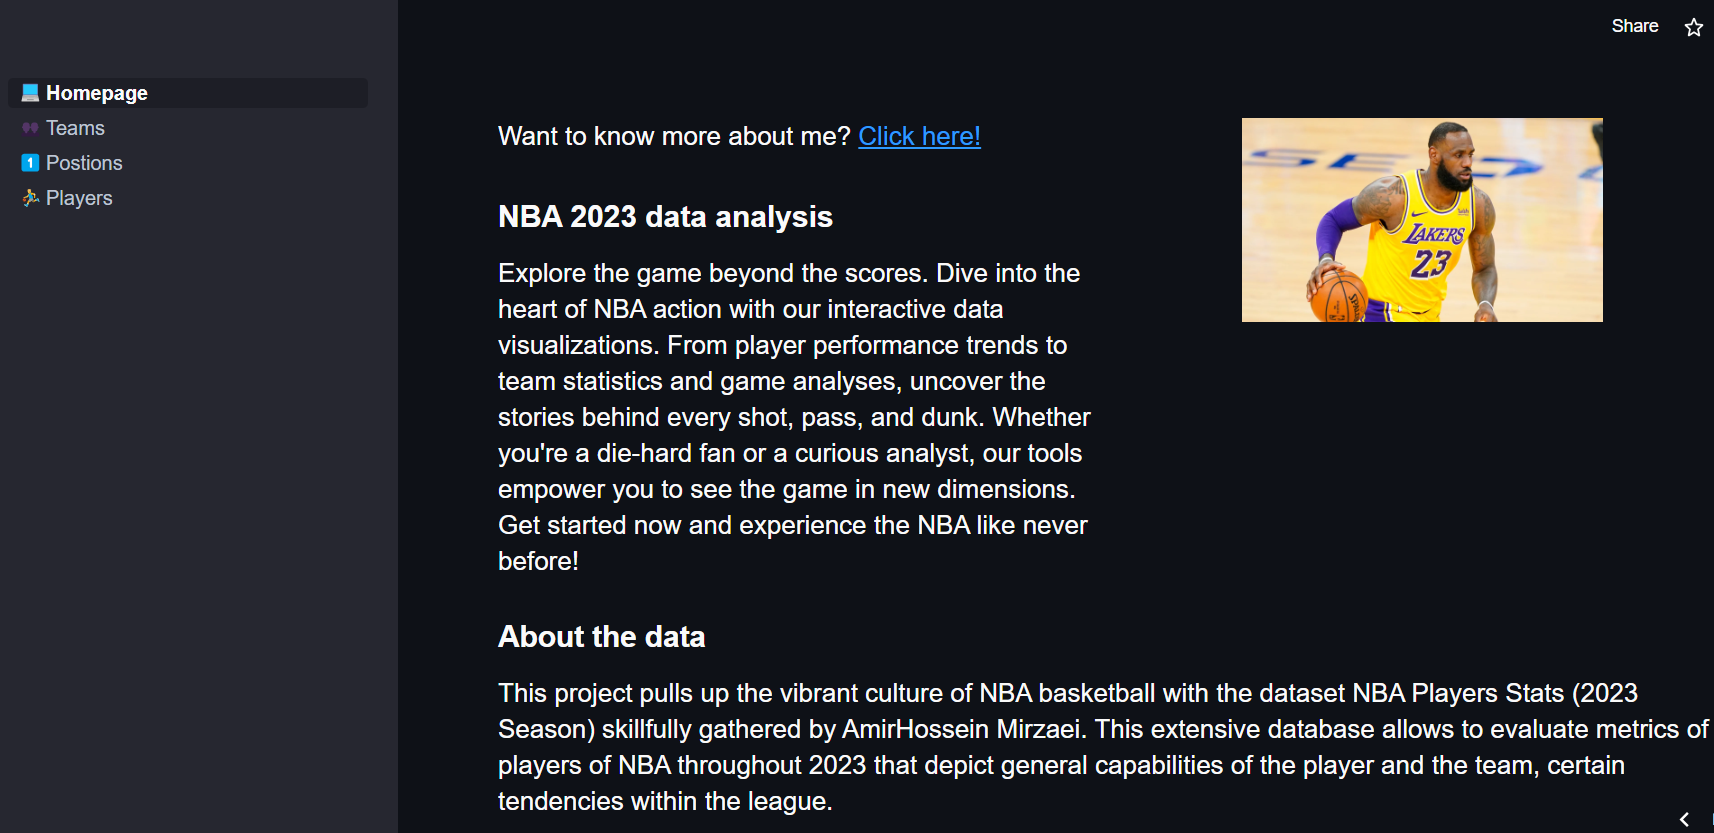 Share
Homepage
Teams
1 Postions
Players
Want to know more about me? Click here!
NBA 2023 data analysis
Explore the game beyond the scores. Dive into the
heart of NBA action with our interactive data
visualizations. From player performance trends to
team statistics and game analyses, uncover the
stories behind every shot, pass, and dunk. Whether
you're a die-hard fan or a curious analyst, our tools
empower you to see the game in new dimensions.
Get started now and experience the NBA like never
before!
LAKERS
23
SPALDING
About the data
This project pulls up the vibrant culture of NBA basketball with the dataset NBA Players Stats (2023
Season) skillfully gathered by AmirHossein Mirzaei. This extensive database allows to evaluate metrics of
players of NBA throughout 2023 that depict general capabilities of the player and the team, certain
tendencies within the league.